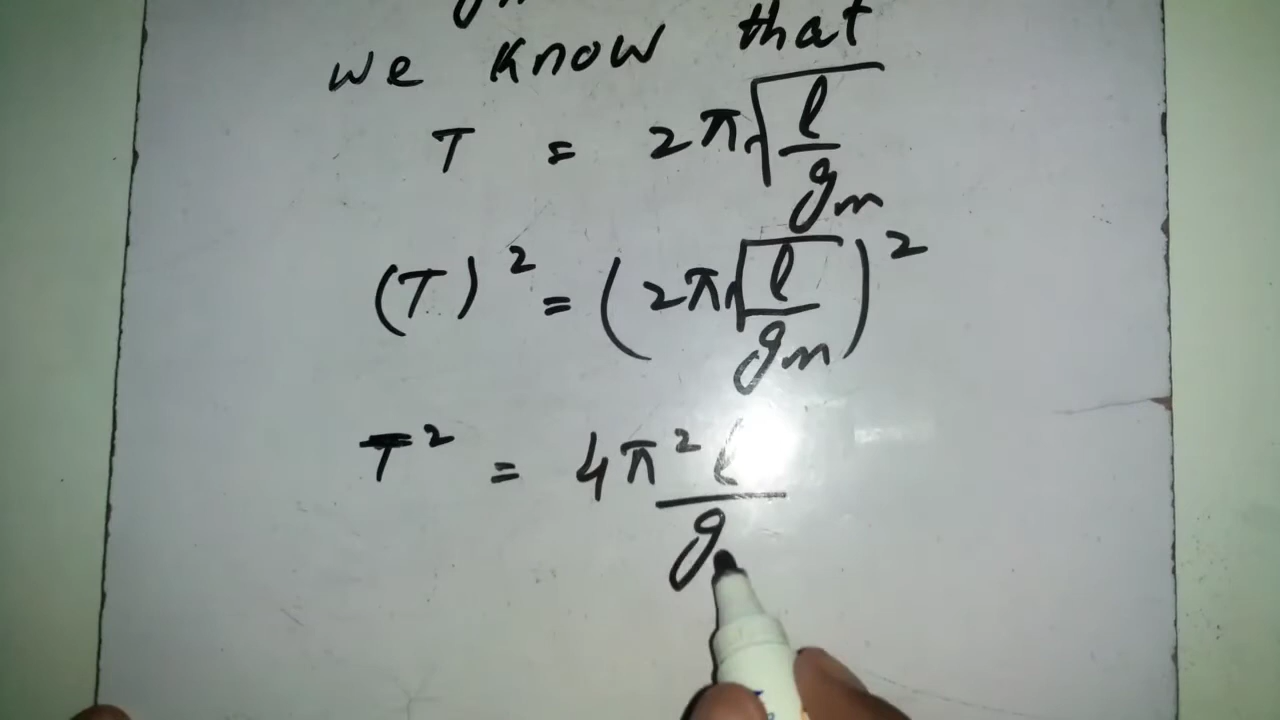 we know that
T = 2π√(l/gm)
(T)² = (2π√(l/gm))²
T² = 4π²l/g